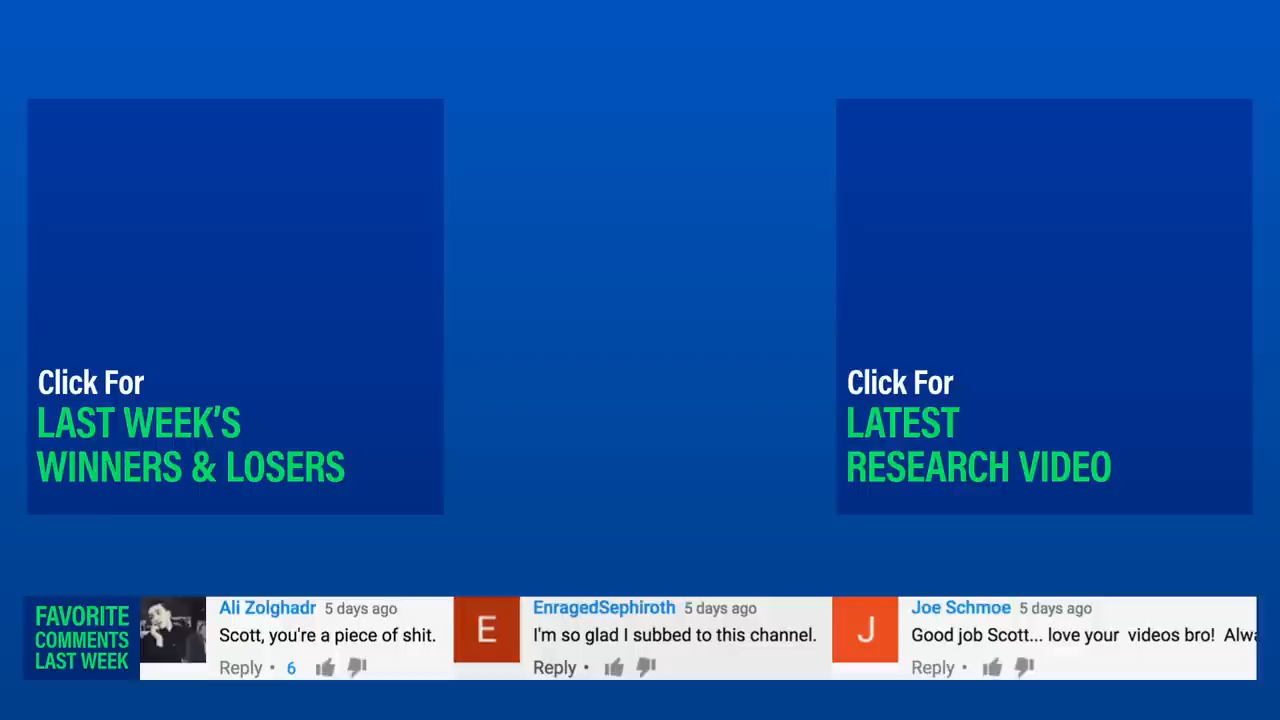 Click For
LAST WEEK'S
WINNERS & LOSERS
Click For
LATEST
RESEARCH VIDEO
FAVORITE
COMMENTS
LAST WEEK
Ali Zolghadr 5 days ago
Scott, you're a piece of shit.
Reply • 6
E
EnragedSephiroth 5 days ago
I'm so glad I subbed to this channel.
Reply •
J
Joe Schmoe 5 days ago
Good job Scott... love your videos bro! Alwa
Reply •